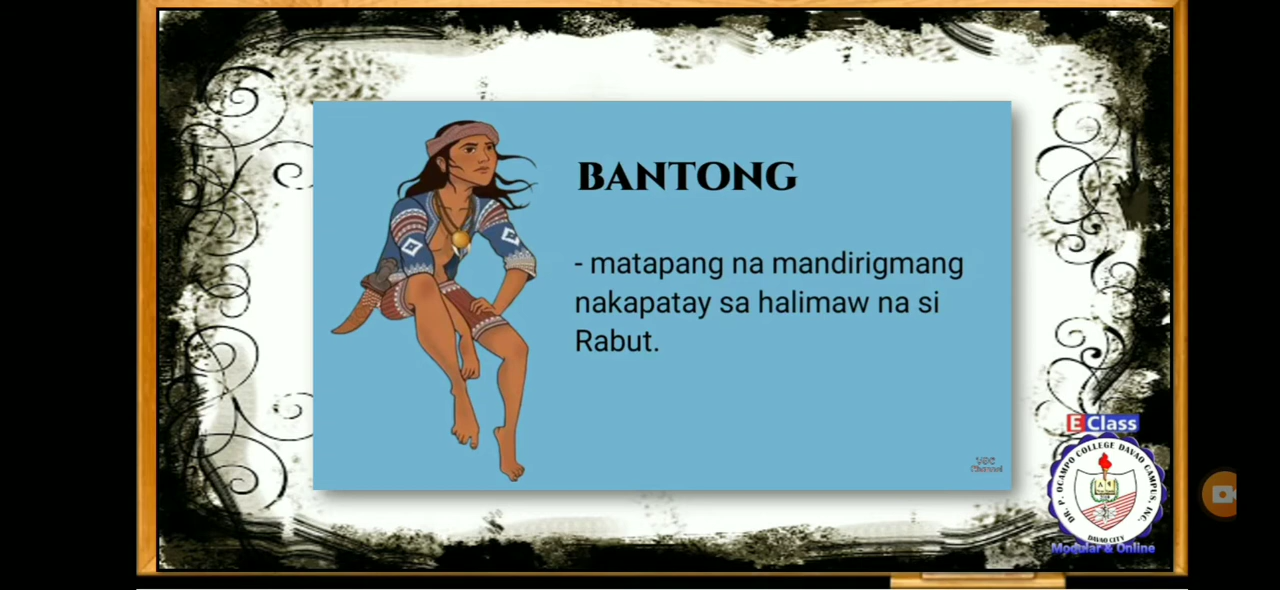 BANTONG
- matapang na mandirigmang
nakapatay sa halimaw na si
Rabut.
E Class
DR. P. OCAMPO COLLEGE DAVAO CAMPUS, INC.
DAVAO CITY
Modular & Online